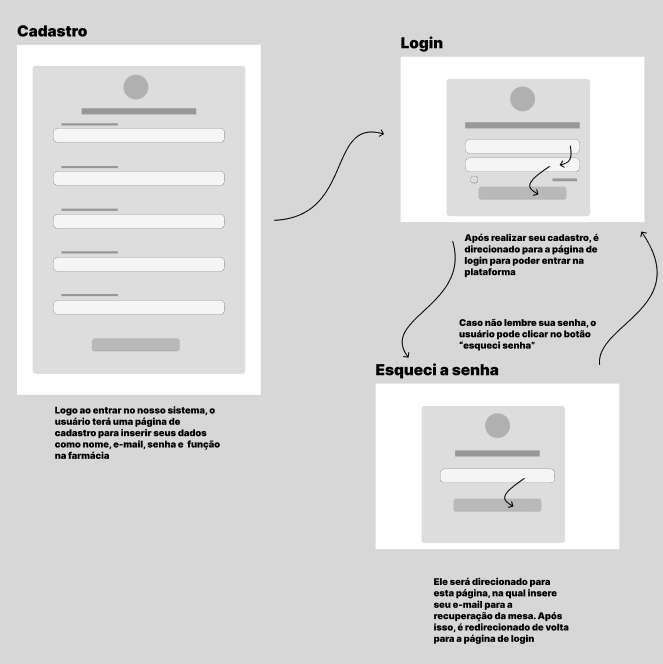 Cadastro
Logo ao entrar no nosso sistema, o
usuário terá uma página de
cadastro para inserir seus dados
como nome, e-mail, senha e função
na farmácia
Login
Após realizar seu cadastro, é
direcionado para a página de
login para poder entrar na
plataforma
Caso não lembre sua senha, o
usuário pode clicar no botão
“esqueci senha”
Esqueci a senha
Ele será direcionado para
esta página, na qual insere
seu e-mail para a
recuperação da mesa. Após
isso, é redirecionado de volta
para a página de login